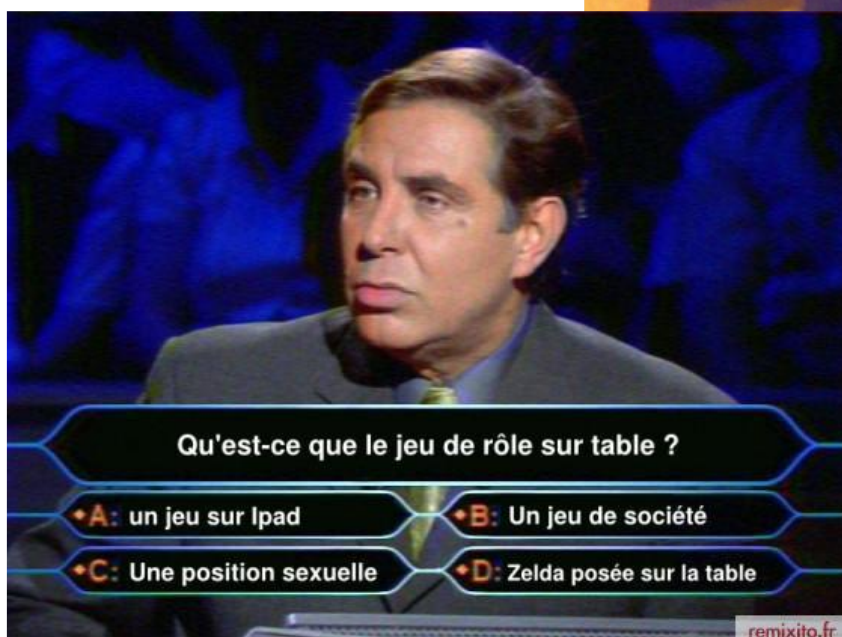 Qu'est-ce que le jeu de rôle sur table ?
A: un jeu sur Ipad
B: Un jeu de société
C: Une position sexuelle
D: Zelda posée sur la table
remixito.fr